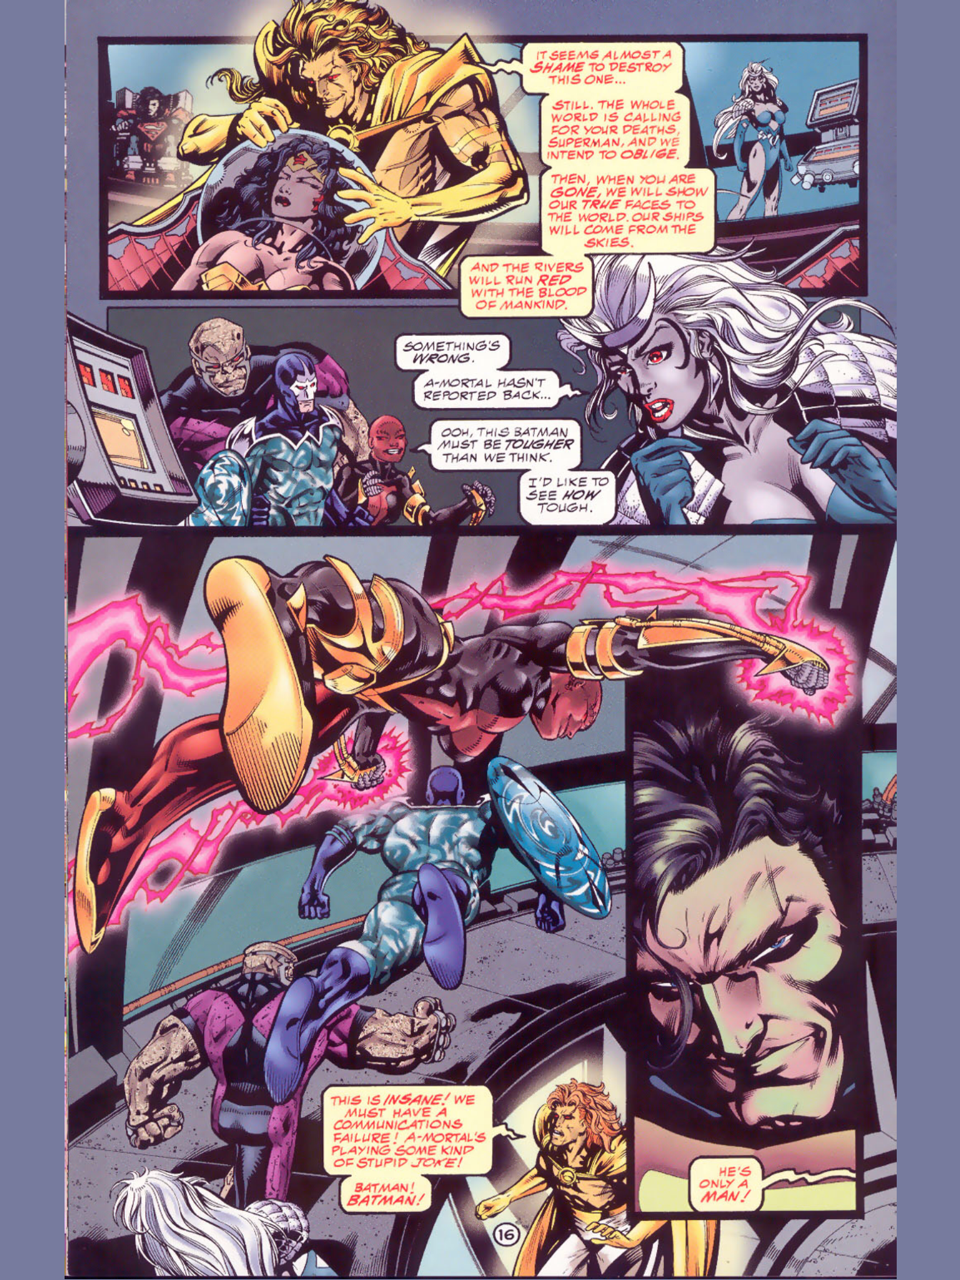 IT SEEMS ALMOST A
SHAME TO DESTROY
THIS ONE...
STILL. THE WHOLE
WORLD IS CALLING
FOR YOUR DEATHS,
SUPERMAN, AND WE
INTEND TO OBLIGE.
THEN, WHEN YOU ARE
GONE, WE WILL SHOW
OUR TRUE FACES TO
THE WORLD. OUR SHIPS
WILL COME FROM THE
SKIES.
AND THE RIVERS
WILL RUN RED
WITH THE BLOOD
OF MANKIND.
SOMETHING'S
WRONG.
A-MORTAL HASN'T
REPORTED BACK...
OOH, THIS BATMAN
MUST BE TOUGHER
THAN WE THINK.
I'D LIKE TO
SEE HOW
TOUGH.
THIS IS INSANE! WE
MUST HAVE A
COMMUNICATIONS
FAILURE! A-MORTAL'S
PLAYING SOME KIND
OF STUPID JOKE!
BATMAN!
BATMAN!
HE'S
ONLY A
MAN!
16